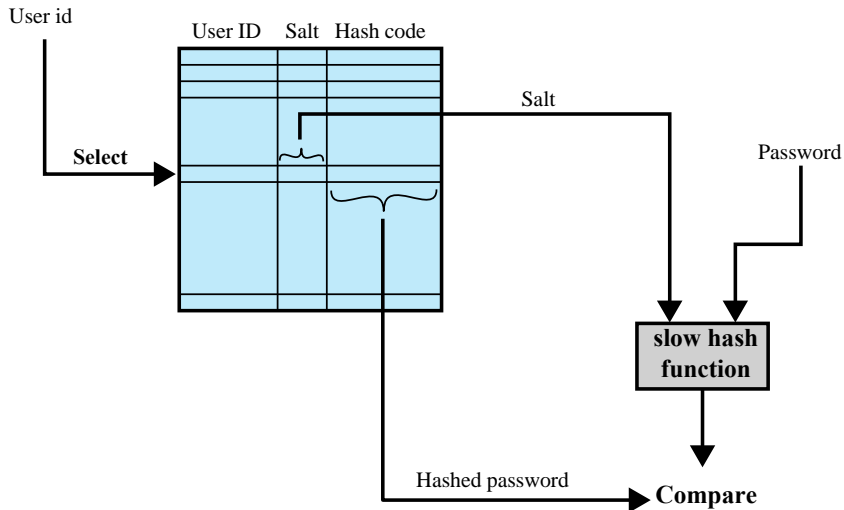 User id
User ID Salt Hash code
Salt
Select
Password
slow hash
function
Hashed password
Compare